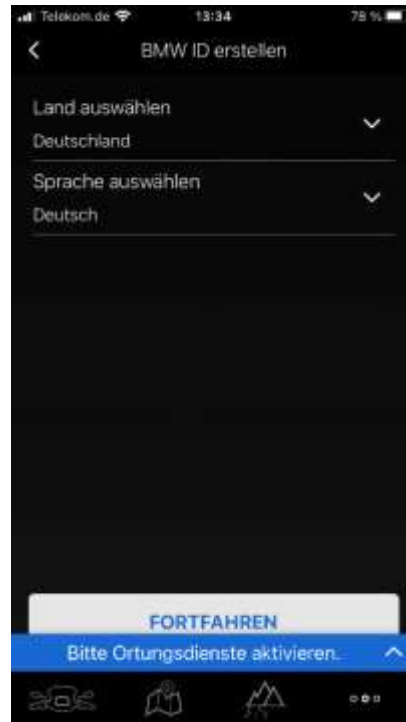 Telekom.de 13:34 78 %
BMW ID erstellen
Land auswählen
Deutschland
Sprache auswählen
Deutsch
FORTFAHREN
Bitte Ortungsdienste aktivieren.